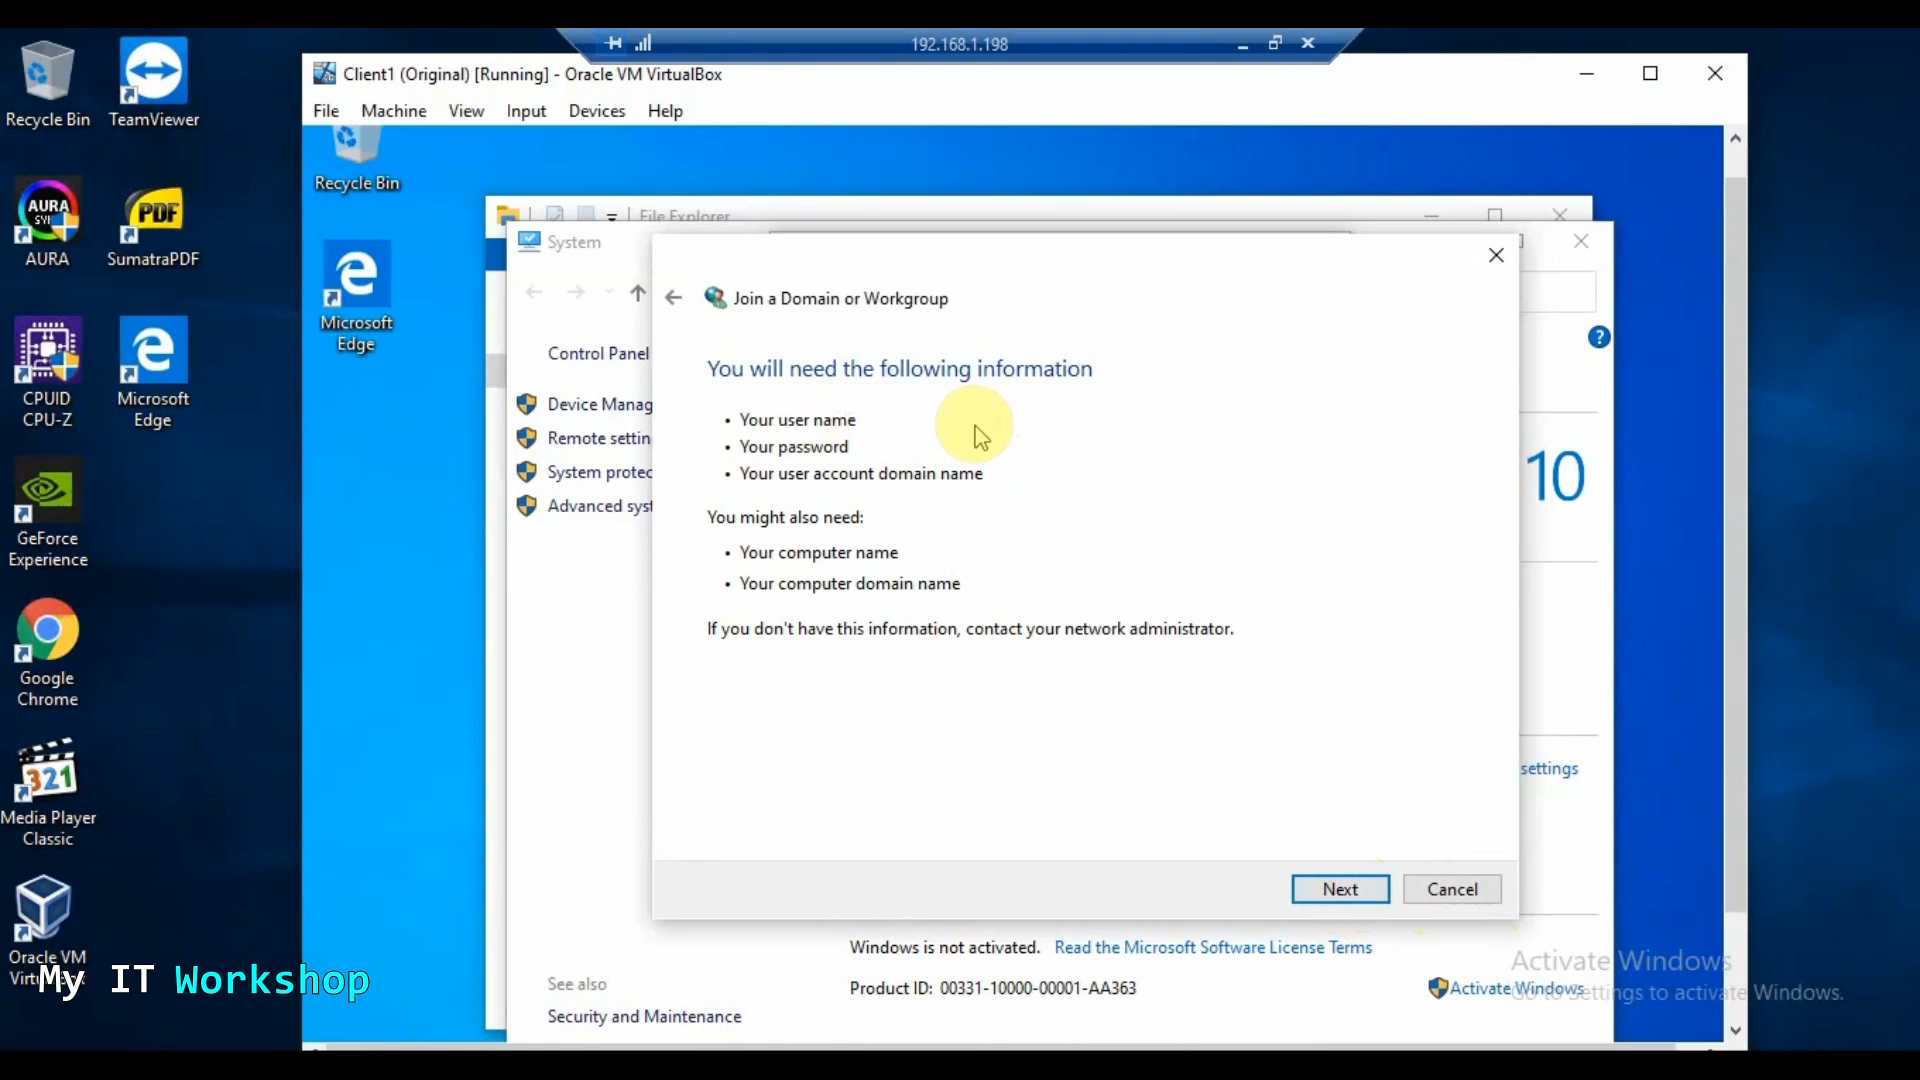 192.168.1.198
Client1 (Original) [Running] - Oracle VM VirtualBox
File Machine View Input Devices Help
Recycle Bin
TeamViewer
AURA
SumatraPDF
CPUID
CPU-Z
Microsoft
Edge
GeForce
Experience
Google
Chrome
Media Player
Classic
Oracle VM
My IT Workshop
Recycle Bin
Microsoft
Edge
File Explorer
System
Control Panel
Device Manag
Remote settin
System protec
Advanced syst
See also
Security and Maintenance
Join a Domain or Workgroup
You will need the following information
• Your user name
• Your password
• Your user account domain name
You might also need:
• Your computer name
• Your computer domain name
If you don't have this information, contact your network administrator.
Next Cancel
10
settings
Windows is not activated. Read the Microsoft Software License Terms
Product ID: 00331-10000-00001-AA363
Activate Windows
Activate Windows
Go to Settings to activate Windows.